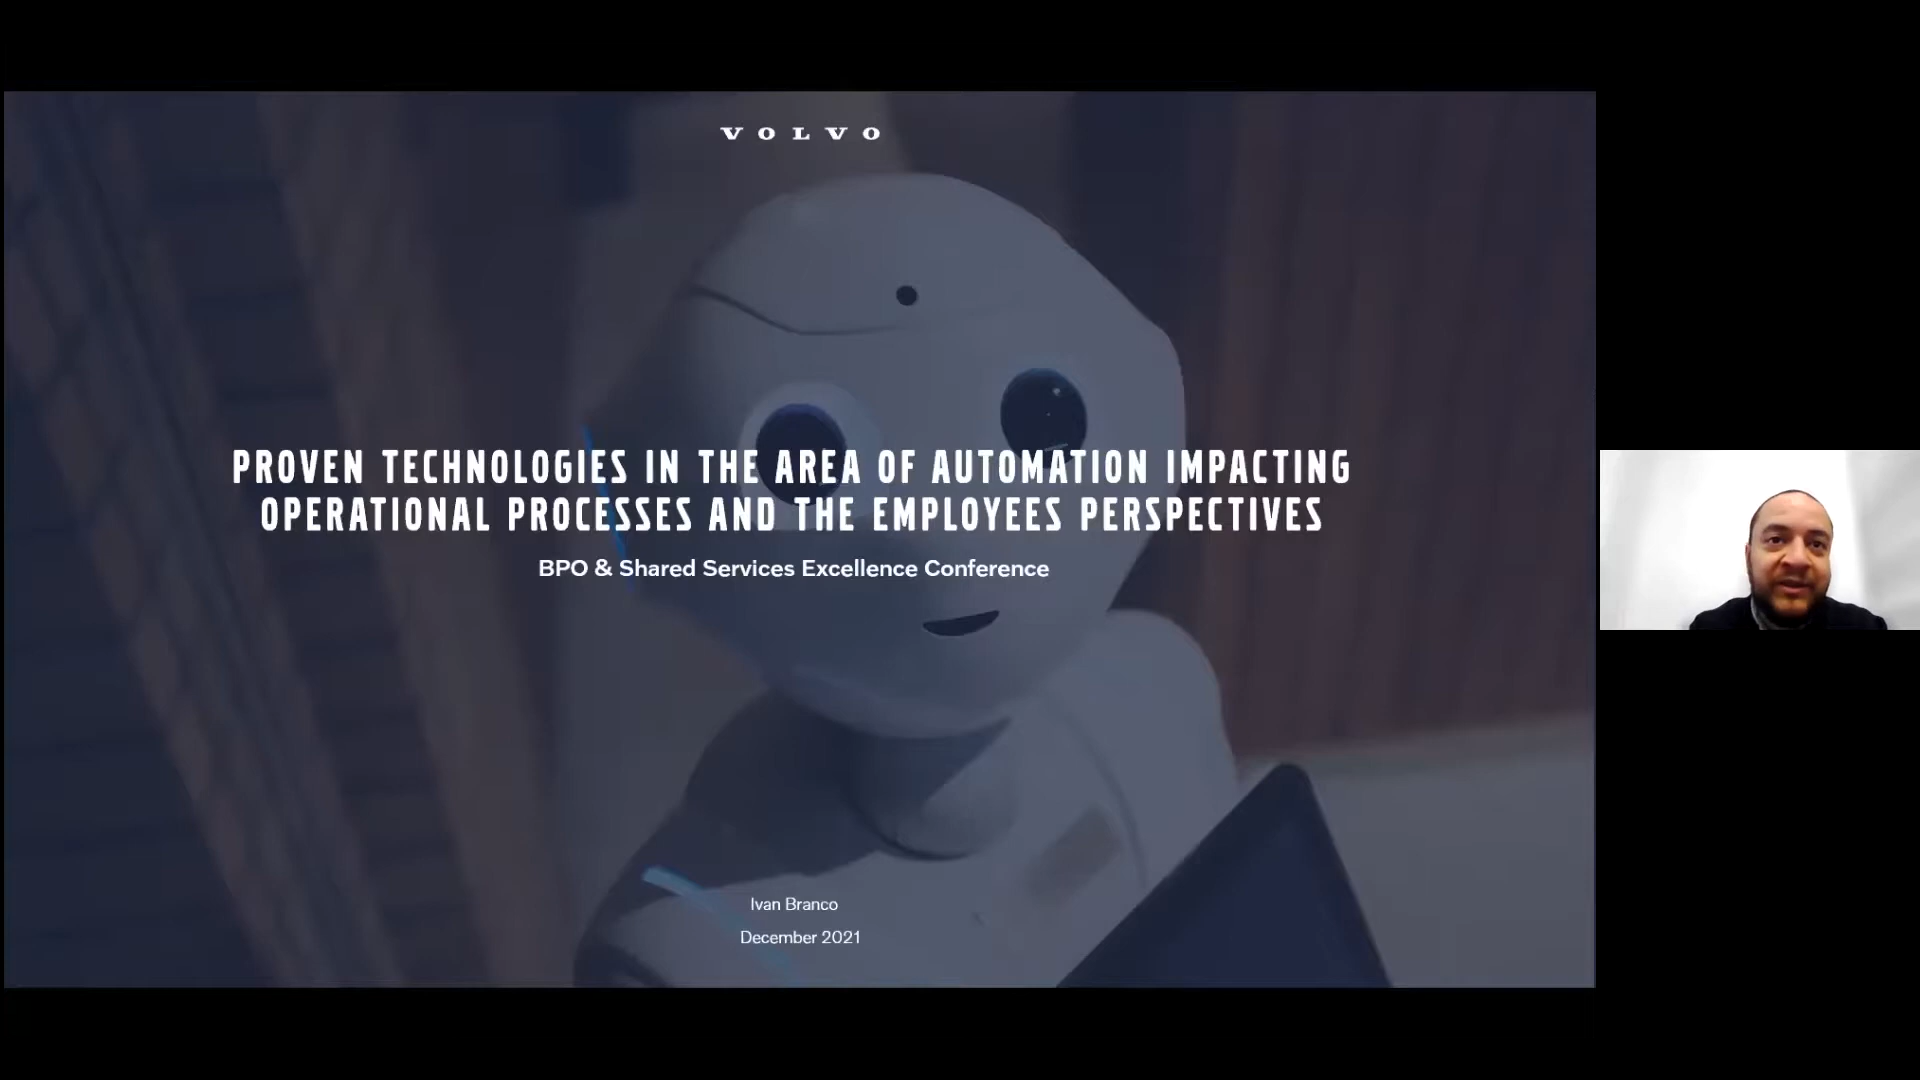 VOLVO
PROVEN TECHNOLOGIES IN THE AREA OF AUTOMATION IMPACTING
OPERATIONAL PROCESSES AND THE EMPLOYEES PERSPECTIVES
BPO & Shared Services Excellence Conference
Ivan Branco
December 2021